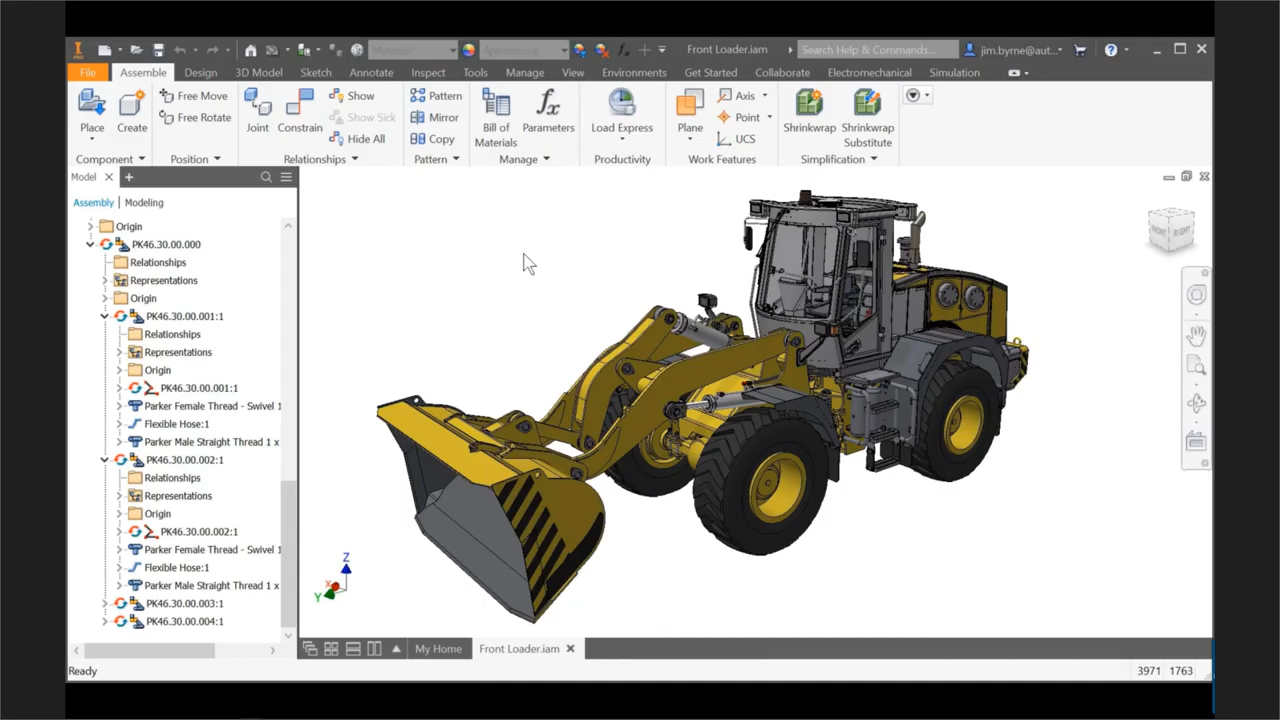 Front Loader.iam
Search Help & Commands...
jim.byrne@aut...
File Assemble Design 3D Model Sketch Annotate Inspect Tools Manage View Environments Get Started Collaborate Electromechanical Simulation
Place
Create
Free Move
Free Rotate
Joint
Constrain
Show
Show Sick
Hide All
Pattern
Mirror
Copy
Bill of
Materials
Parameters
Load Express
Plane
Axis
Point
UCS
Shrinkwrap
Shrinkwrap
Substitute
Component Position Relationships Pattern Manage Productivity Work Features Simplification
Model
Assembly | Modeling
Origin
PK46.30.00.000
Relationships
Representations
Origin
PK46.30.00.001:1
Relationships
Representations
Origin
PK46.30.00.001:1
Parker Female Thread - Swivel 1
Flexible Hose:1
Parker Male Straight Thread 1 x
PK46.30.00.002:1
Relationships
Representations
Origin
PK46.30.00.002:1
Parker Female Thread - Swivel 1
Flexible Hose:1
Parker Male Straight Thread 1 x
PK46.30.00.003:1
PK46.30.00.004:1
FRONT RIGHT
Z
X
Y
My Home
Front Loader.iam
Ready
3971 1763